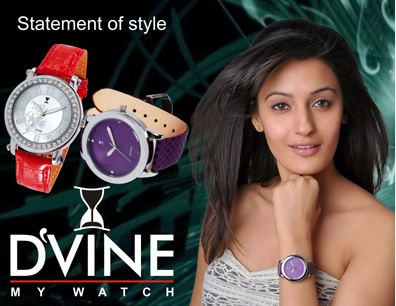 Statement of style
D'VINE
MY WATCH